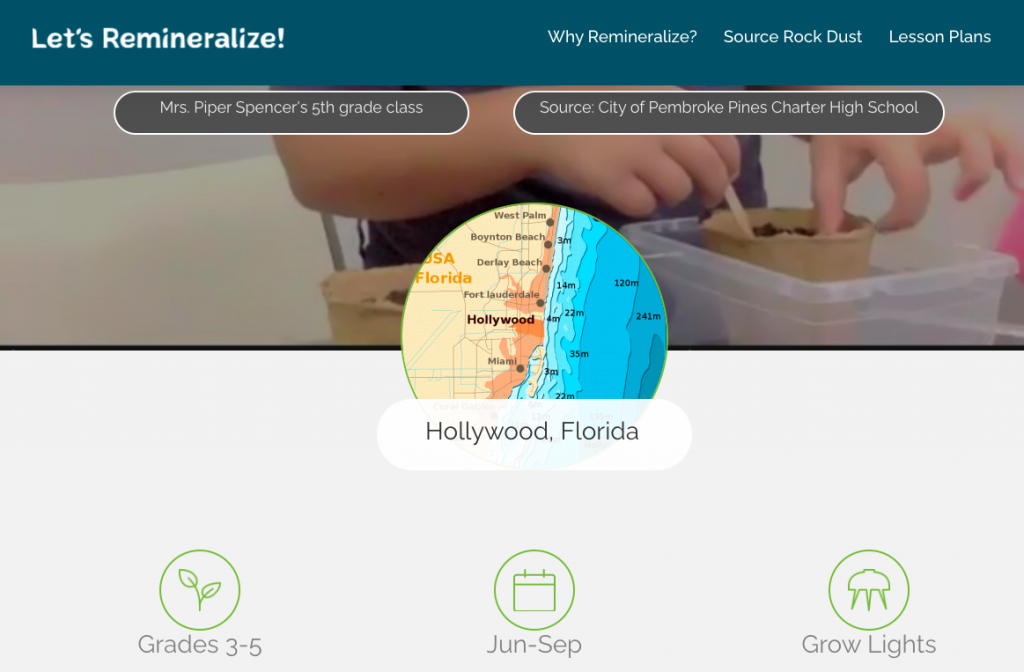 Let's Remineralize!
Why Remineralize?
Source Rock Dust
Lesson Plans
Mrs. Piper Spencer's 5th grade class
Source: City of Pembroke Pines Charter High School
West Palm
Boynton Beach
3m
USA
Derlay Beach
Florida
14m
120m
Fort lauderdale
Hollywood
4m
22m
241m
35m
Miami
3m
22m
Hollywood, Florida
Grades 3-5
Jun-Sep
Grow Lights